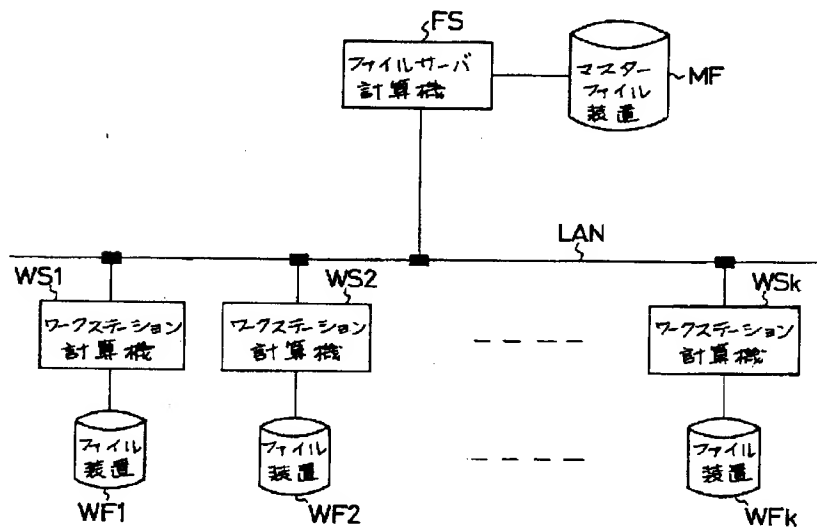 FS
ファイルサーバ
計算機
マスター
ファイル
装置
MF
LAN
WS1
ワークステーション
計算機
WS2
ワークステーション
計算機
WSk
ワークステーション
計算機
ファイル
装置
WF1
ファイル
装置
WF2
ファイル
装置
WFk